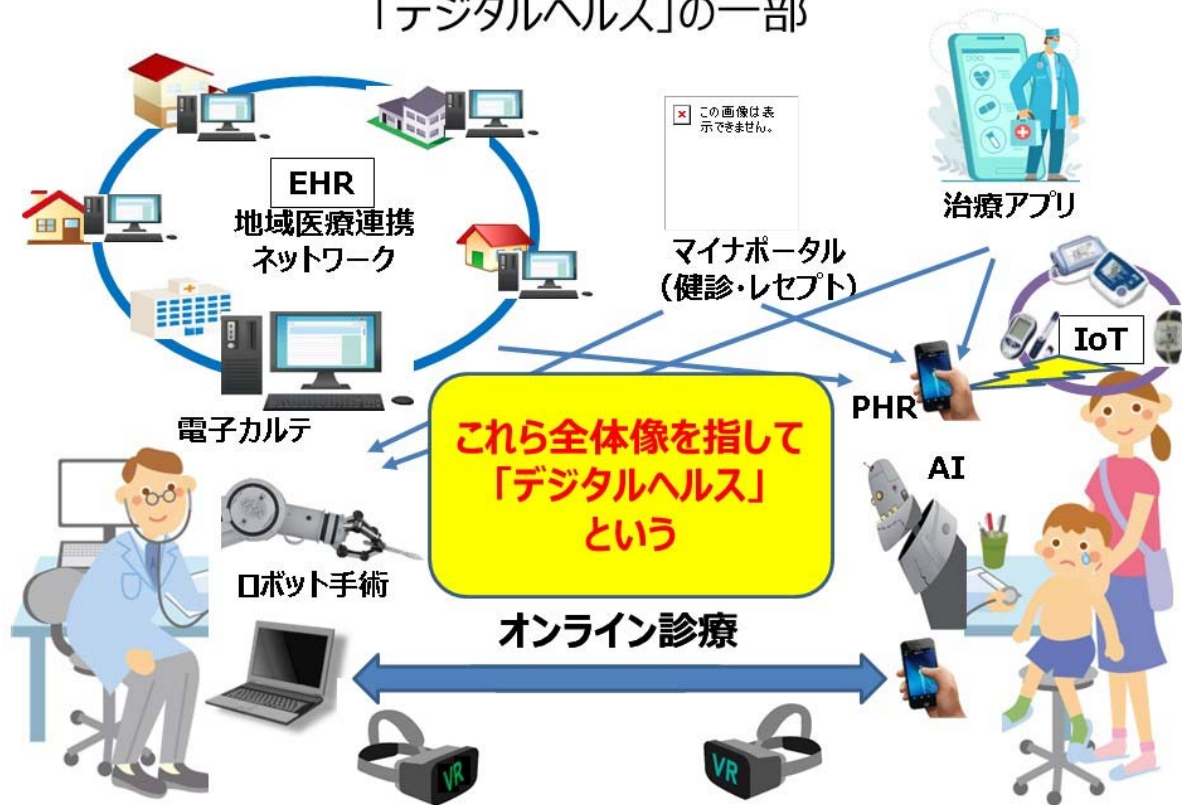 「デジタルヘルス」の一部
EHR
地域医療連携
ネットワーク
この画像は表
示できません。
マイナポータル
(健診・レセプト)
治療アプリ
IoT
電子カルテ
PHR
これら全体像を指して
「デジタルヘルス」
という
AI
ロボット手術
オンライン診療
VR
VR